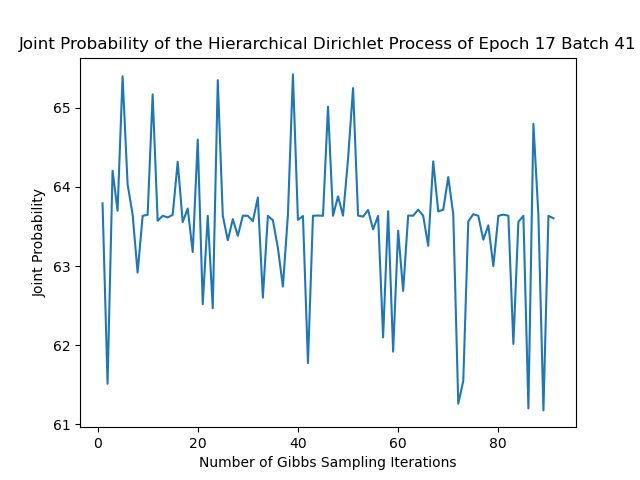 Joint Probability of the Hierarchical Dirichlet Process of Epoch 17 Batch 41
65
64
63
62
61
Joint Probability
0 20 40 60 80
Number of Gibbs Sampling Iterations